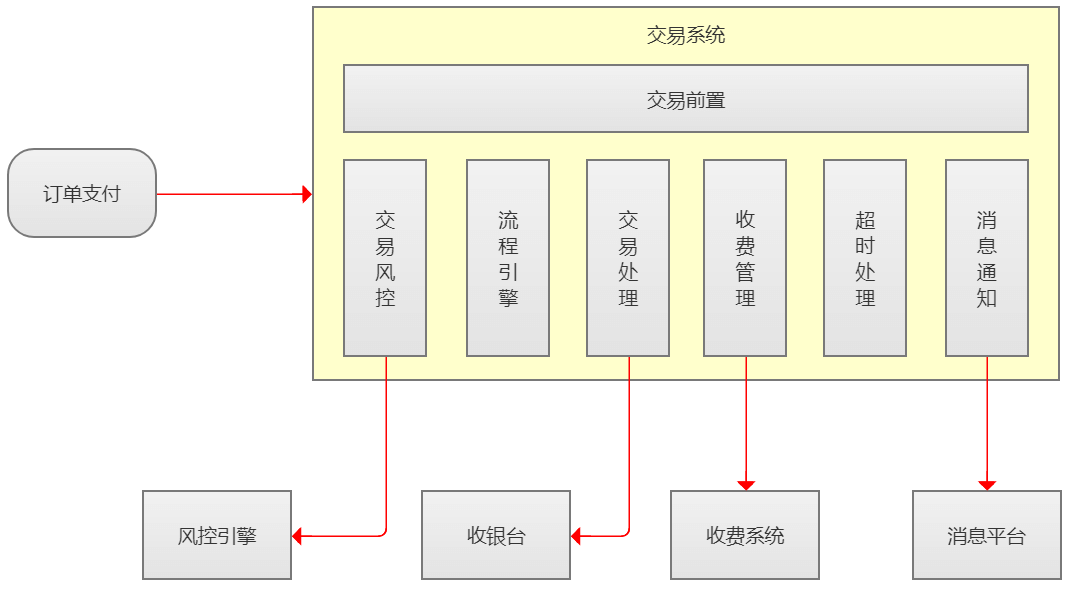 交易系统
交易前置
订单支付
交易风控
流程引擎
交易处理
收费管理
超时处理
消息通知
风控引擎
收银台
收费系统
消息平台